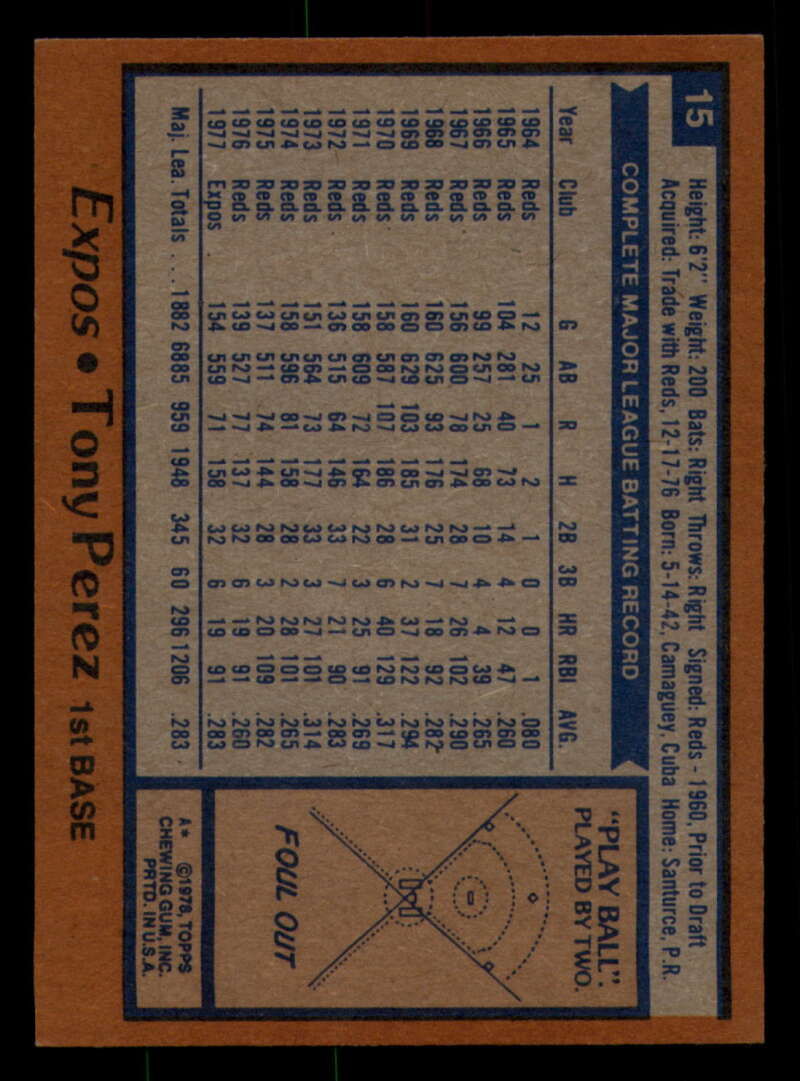 15
Height: 6'2" Weight: 200 Bats: Right Throws: Right Signed: Reds - 1960, Prior to Draft
Acquired: Trade with Reds, 12-17-76 Born: 5-14-42, Camaguey, Cuba Home: Santurce, P.R.
COMPLETE MAJOR LEAGUE BATTING RECORD
Year Club G AB R H 2B 3B HR RBI AVG.
1964 Reds 12 25 1 2 1 0 0 1 .080
1965 Reds 104 281 40 73 14 4 12 47 .260
1966 Reds 99 257 25 68 10 4 4 39 .265
1967 Reds 156 600 78 174 28 7 26 102 .290
1968 Reds 160 625 93 176 25 7 18 92 .282
1969 Reds 160 629 103 185 31 2 37 122 .294
1970 Reds 158 587 107 186 28 6 40 129 .317
1971 Reds 158 609 72 164 22 3 25 91 .269
1972 Reds 136 515 64 146 33 7 21 90 .283
1973 Reds 151 564 73 177 33 3 27 101 .314
1974 Reds 158 596 81 158 28 2 28 101 .265
1975 Reds 137 511 74 144 28 3 20 109 .282
1976 Reds 139 527 77 137 32 6 19 91 .260
1977 Expos 154 559 71 158 32 6 19 91 .283
Maj. Lea. Totals . . . 1882 6885 959 1948 345 60 296 1206 .283
"PLAY BALL".
PLAYED BY TWO.
FOUL OUT
A* ©1978, TOPPS
CHEWING GUM, INC.
PRTD. IN U.S.A.
Expos • Tony Perez 1st BASE